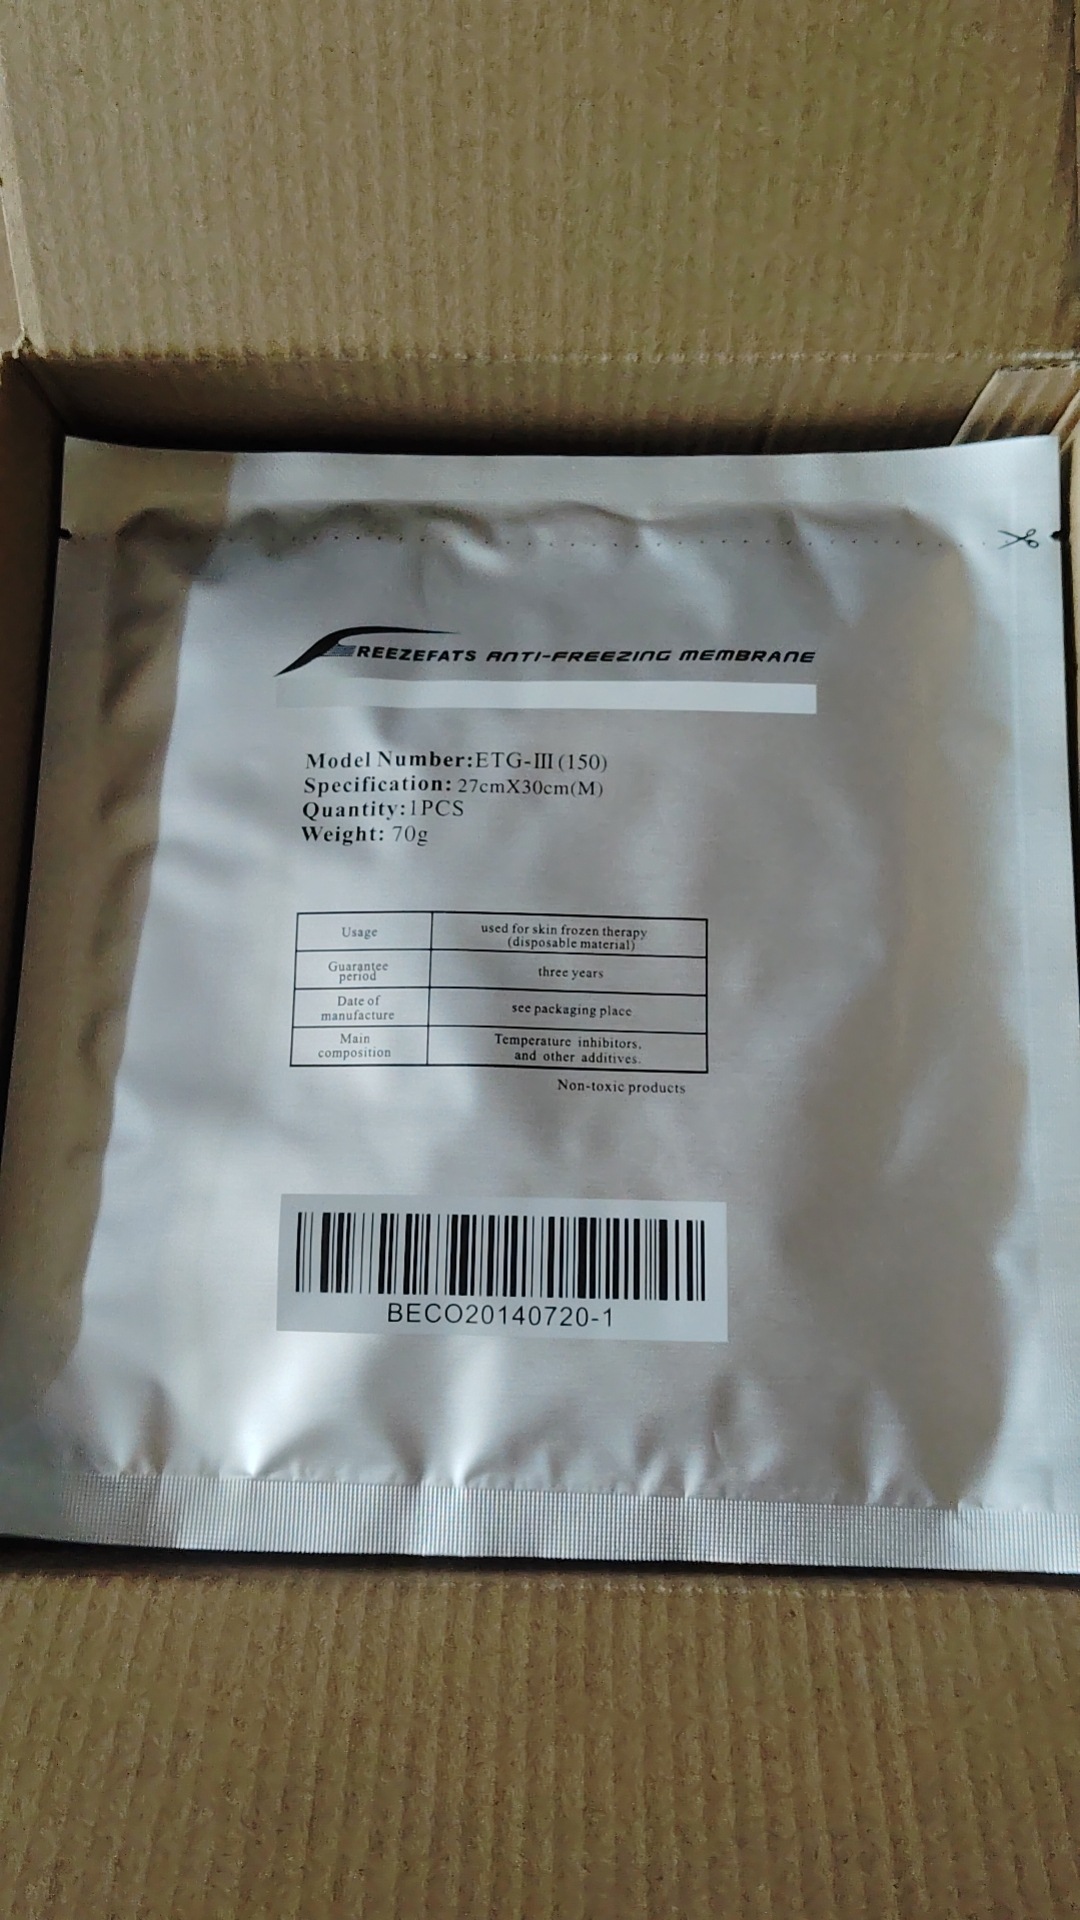 FREEZEFATS ANTI-FREEZING MEMBRANE
Model Number:ETG-III(150)
Specification: 27cmX30cm(M)
Quantity:1PCS
Weight: 70g
Usage
used for skin frozen therapy
(disposable material)
Guarantee
period
three years
Date of
manufacture
see packaging place
Main
composition
Temperature inhibitors.
and other additives.
Non-toxic products
BECO20140720-1